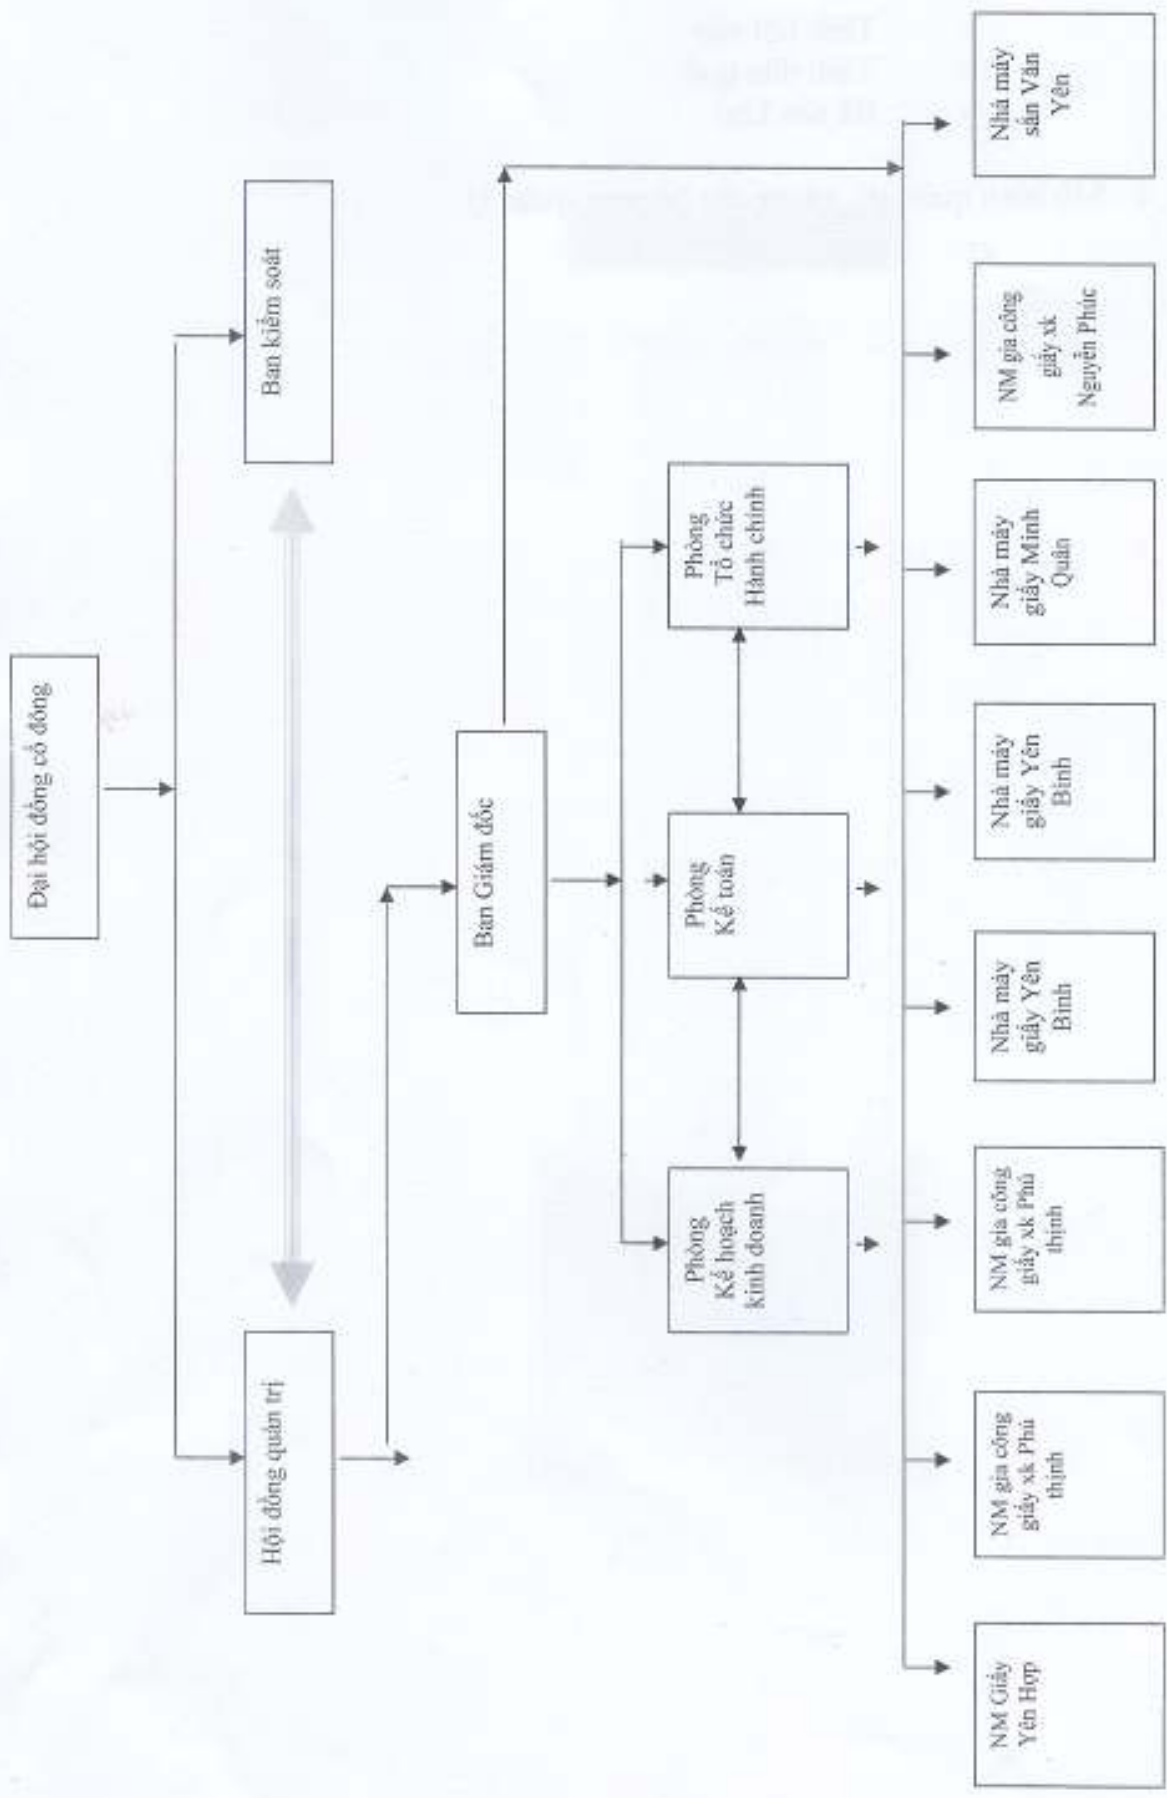 Đại hội đồng cổ đông
Hội đồng quản trị
Ban kiểm soát
Ban Giám đốc
Phòng
Kế hoạch
kinh doanh
Phòng
Kế toán
Phòng
Tổ chức
Hành chính
NM Giấy
Yên Hợp
NM gia công
giấy xk Phú
thịnh
NM gia công
giấy xk Phú
thịnh
Nhà máy
giấy Yên
Bình
Nhà máy
giấy Yên
Bình
Nhà máy
giấy Minh
Quân
NM gia công
giấy xk
Nguyễn Phúc
Nhà máy
sắn Văn
Yên